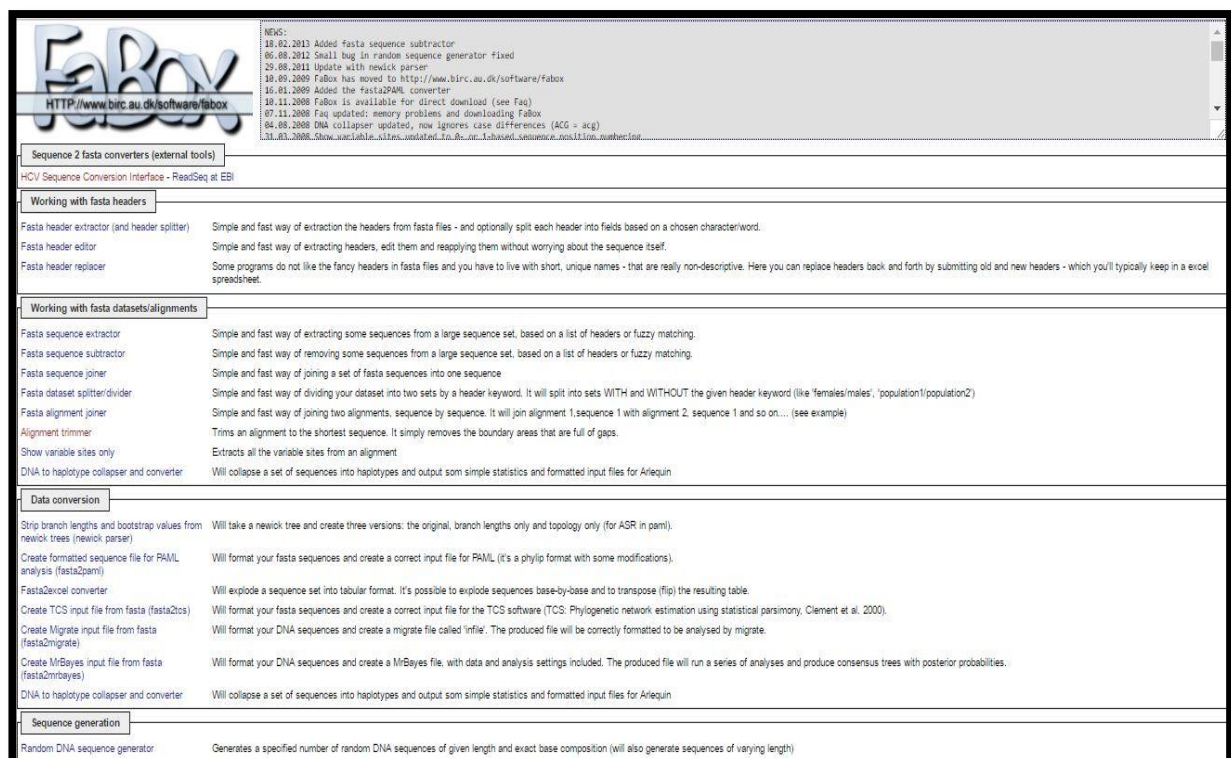 FaBox
HTTP://www.birc.au.dk/software/fabox
NEWS:
18.02.2013 Added fasta sequence subtractor
06.08.2012 Small bug in random sequence generator fixed
29.08.2011 Update with newick parser
10.09.2009 FaBox has moved to http://www.birc.au.dk/software/fabox
16.01.2009 Added the fasta2PAML converter
10.11.2008 FaBox is available for direct download (see Faq)
07.11.2008 Faq updated: memory problems and downloading FaBox
04.08.2008 DNA collapser updated, now ignores case differences (ACG = acg)
31.03.2008 Show variable sites updated to 0- or 1-based sequence position numbering
Sequence 2 fasta converters (external tools)
HCV Sequence Conversion Interface - ReadSeq at EBI
Working with fasta headers
Fasta header extractor (and header splitter) Simple and fast way of extraction the headers from fasta files - and optionally split each header into fields based on a chosen character/word.
Fasta header editor Simple and fast way of extracting headers, edit them and reapplying them without worrying about the sequence itself.
Fasta header replacer Some programs do not like the fancy headers in fasta files and you have to live with short, unique names - that are really non-descriptive. Here you can replace headers back and forth by submitting old and new headers - which you'll typically keep in a excel
spreadsheet.
Working with fasta datasets/alignments
Fasta sequence extractor Simple and fast way of extracting some sequences from a large sequence set, based on a list of headers or fuzzy matching.
Fasta sequence subtractor Simple and fast way of removing some sequences from a large sequence set, based on a list of headers or fuzzy matching.
Fasta sequence joiner Simple and fast way of joining a set of fasta sequences into one sequence
Fasta dataset splitter/divider Simple and fast way of dividing your dataset into two sets by a header keyword. It will split into sets WITH and WITHOUT the given header keyword (like 'females/males', 'population1/population2')
Fasta alignment joiner Simple and fast way of joining two alignments, sequence by sequence. It will join alignment 1,sequence 1 with alignment 2, sequence 1 and so on.... (see example)
Alignment trimmer Trims an alignment to the shortest sequence. It simply removes the boundary areas that are full of gaps.
Show variable sites only Extracts all the variable sites from an alignment
DNA to haplotype collapser and converter Will collapse a set of sequences into haplotypes and output som simple statistics and formatted input files for Arlequin
Data conversion
Strip branch lengths and bootstrap values from Will take a newick tree and create three versions: the original, branch lengths only and topology only (for ASR in paml).
newick trees (newick parser)
Create formatted sequence file for PAML Will format your fasta sequences and create a correct input file for PAML (it's a phylip format with some modifications).
analysis (fasta2paml)
Fasta2excel converter Will explode a sequence set into tabular format. It's possible to explode sequences base-by-base and to transpose (flip) the resulting table.
Create TCS input file from fasta (fasta2tcs) Will format your fasta sequences and create a correct input file for the TCS software (TCS: Phylogenetic network estimation using statistical parsimony, Clement et al. 2000).
Create Migrate input file from fasta Will format your DNA sequences and create a migrate file called 'infile'. The produced file will be correctly formatted to be analysed by migrate.
(fasta2migrate)
Create MrBayes input file from fasta Will format your DNA sequences and create a MrBayes file, with data and analysis settings included. The produced file will run a series of analyses and produce consensus trees with posterior probabilities.
(fasta2mrbayes)
DNA to haplotype collapser and converter Will collapse a set of sequences into haplotypes and output som simple statistics and formatted input files for Arlequin
Sequence generation
Random DNA sequence generator Generates a specified number of random DNA sequences of given length and exact base composition (will also generate sequences of varying length)